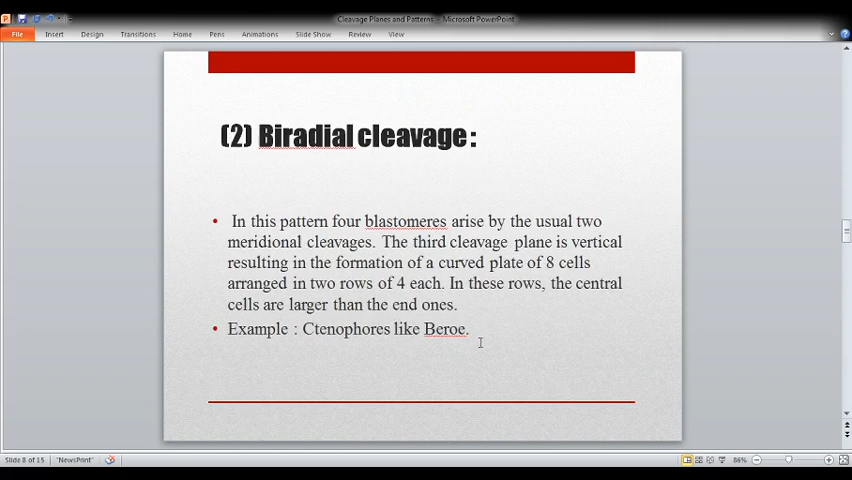 Cleavage Planes and Patterns - Microsoft PowerPoint
File Insert Design Transitions Home Pens Animations Slide Show Review View
(2) Biradial cleavage :
• In this pattern four blastomeres arise by the usual two
meridional cleavages. The third cleavage plane is vertical
resulting in the formation of a curved plate of 8 cells
arranged in two rows of 4 each. In these rows, the central
cells are larger than the end ones.
• Example : Ctenophores like Beroe.
Slide 8 of 15 "NewsPrint" 86%